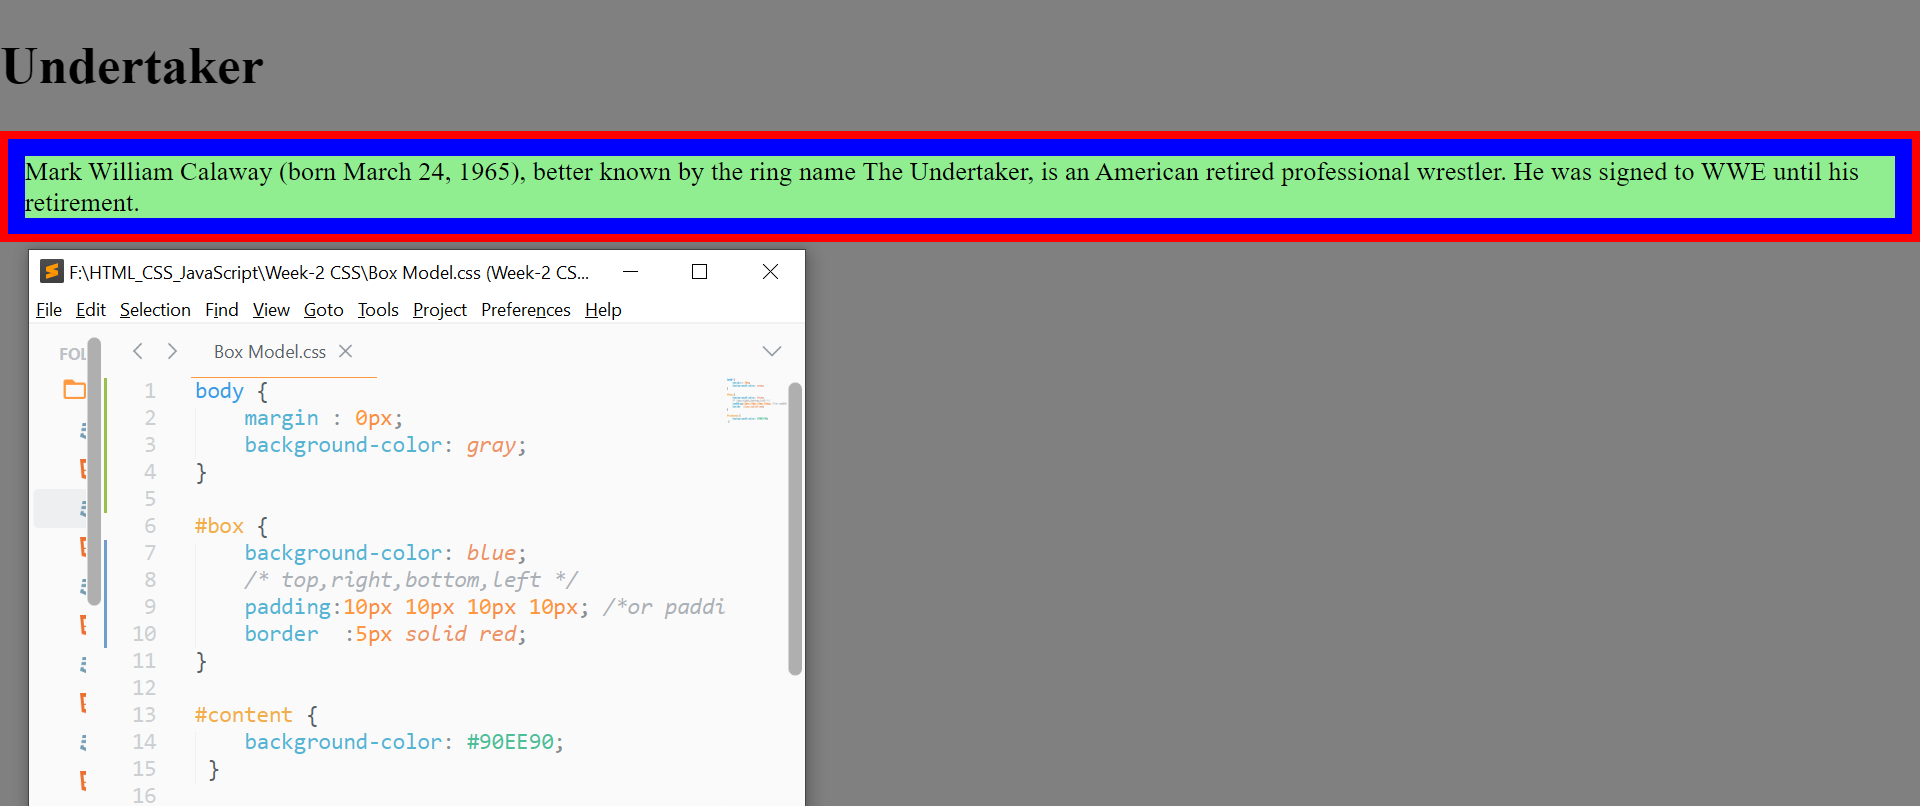 Undertaker
Mark William Calaway (born March 24, 1965), better known by the ring name The Undertaker, is an American retired professional wrestler. He was signed to WWE until his
retirement.
F:\HTML_CSS_JavaScript\Week-2 CSS\Box Model.css (Week-2 CS...
File Edit Selection Find View Goto Tools Project Preferences Help
FOL
Box Model.css
1 body {
2     margin : 0px;
3     background-color: gray;
4 }
5
6 #box {
7     background-color: blue;
8     /* top,right,bottom,left */
9     padding:10px 10px 10px 10px; /*or paddi
10     border  :5px solid red;
11 }
12
13 #content {
14     background-color: #90EE90;
15  }
16